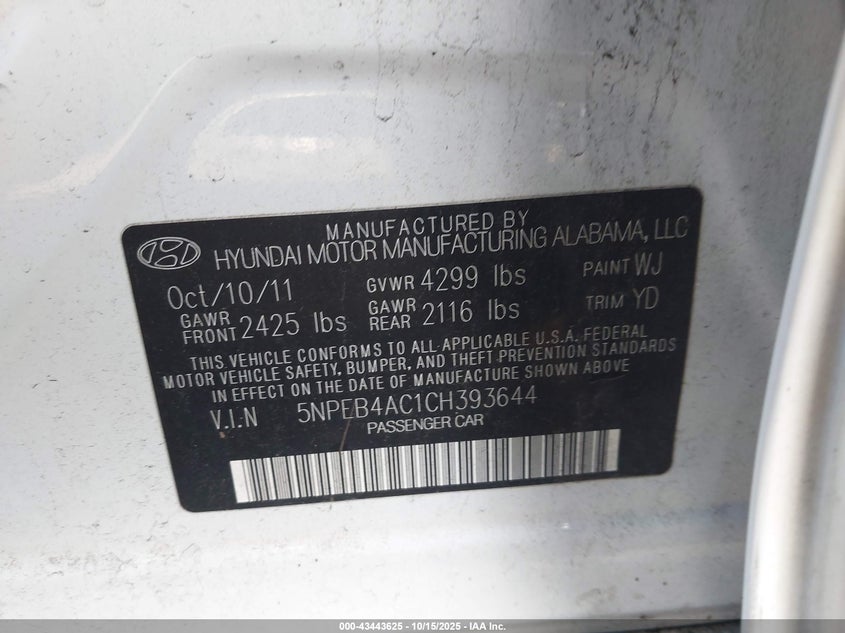 MANUFACTURED BY
HYUNDAI MOTOR MANUFACTURING ALABAMA, LLC
Oct/10/11 GVWR 4299 lbs PAINT WJ
GAWR FRONT 2425 lbs GAWR REAR 2116 lbs TRIM YD
THIS VEHICLE CONFORMS TO ALL APPLICABLE U.S.A. FEDERAL
MOTOR VEHICLE SAFETY, BUMPER, AND THEFT PREVENTION STANDARDS
IN EFFECT ON THE DATE OF MANUFACTURE SHOWN ABOVE
V.I.N 5NPEB4AC1CH393644
PASSENGER CAR
000-43443625 - 10/15/2025 - IAA Inc.